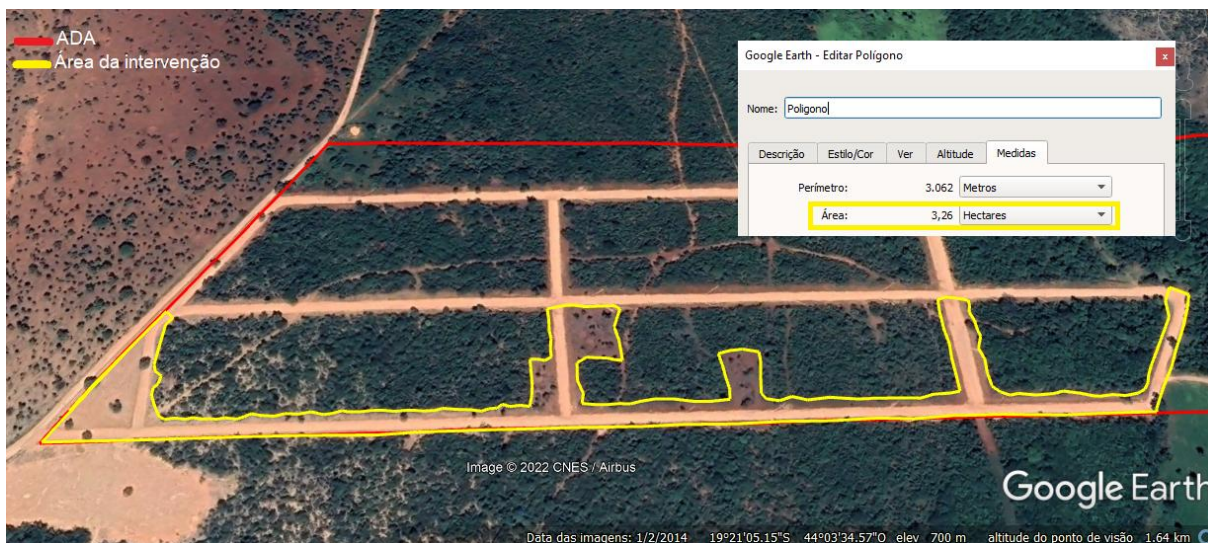 ADA
Área da intervenção
Google Earth - Editar Polígono
x
Nome: Poligono
Descrição Estilo/Cor Ver Altitude Medidas
Perímetro: 3.062 Metros
Área: 3,26 Hectares
Image © 2022 CNES / Airbus
Google Earth
Data das imagens: 1/2/2014 19°21'05.15"S 44°03'34.57"O elev 700 m altitude do ponto de visão 1.64 km